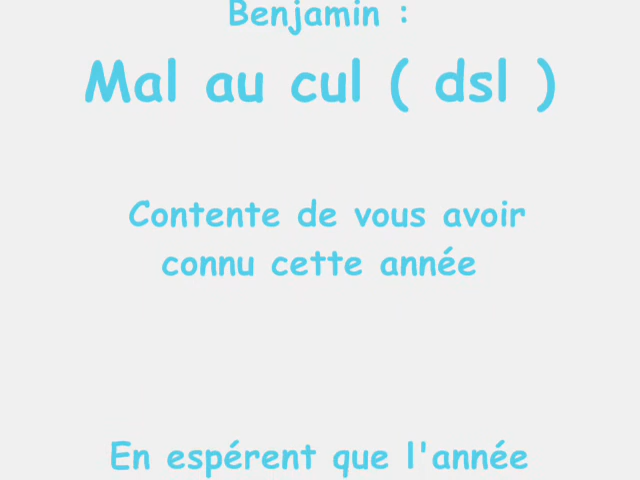 Benjamin :
Mal au cul ( dsl )
Contente de vous avoir
connu cette année
En espérent que l'année